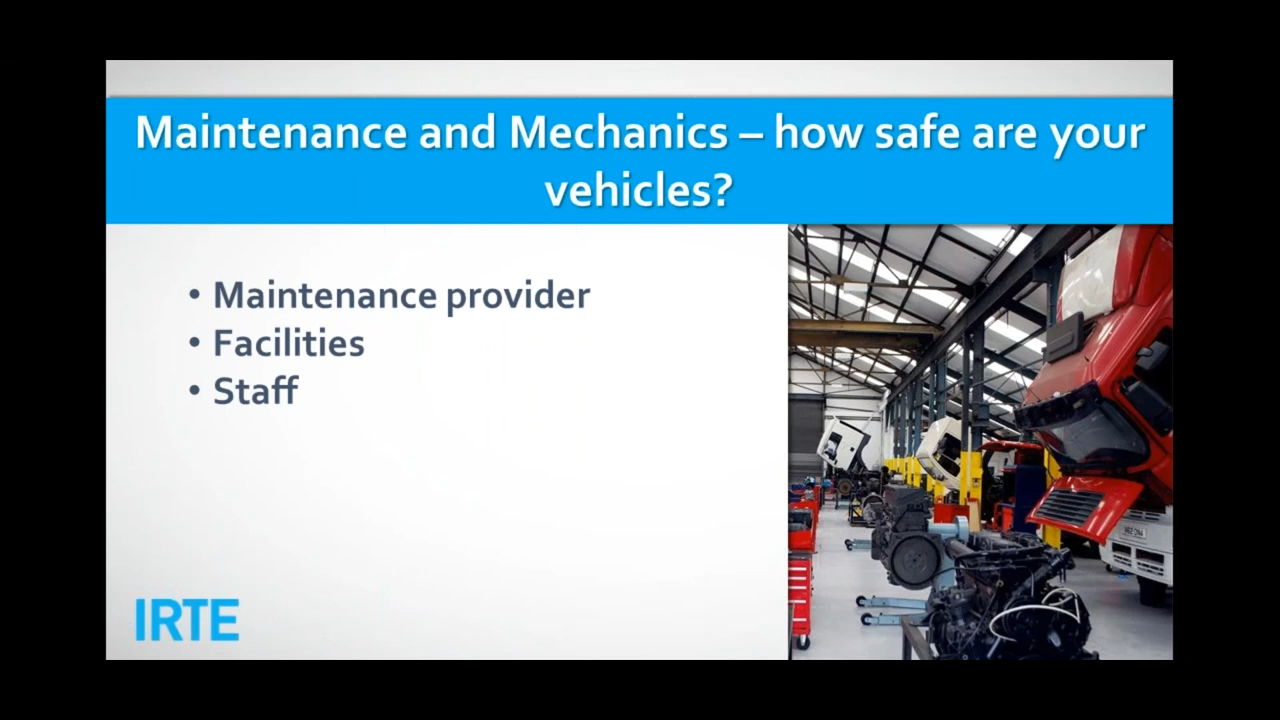 Maintenance and Mechanics – how safe are your
vehicles?
• Maintenance provider
• Facilities
• Staff
IRTE